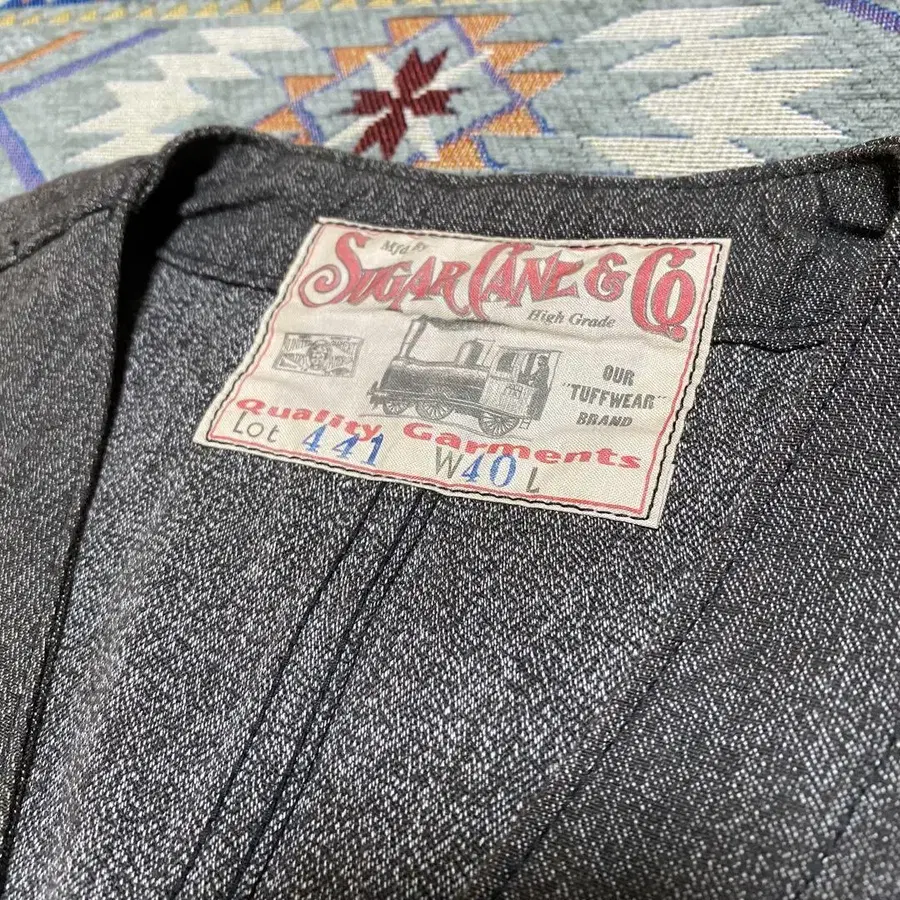 Mfd By
SUGAR CANE & CO.
High Grade
OUR
"TUFFWEAR"
BRAND
Quality Garments
Lot 441 W40 L